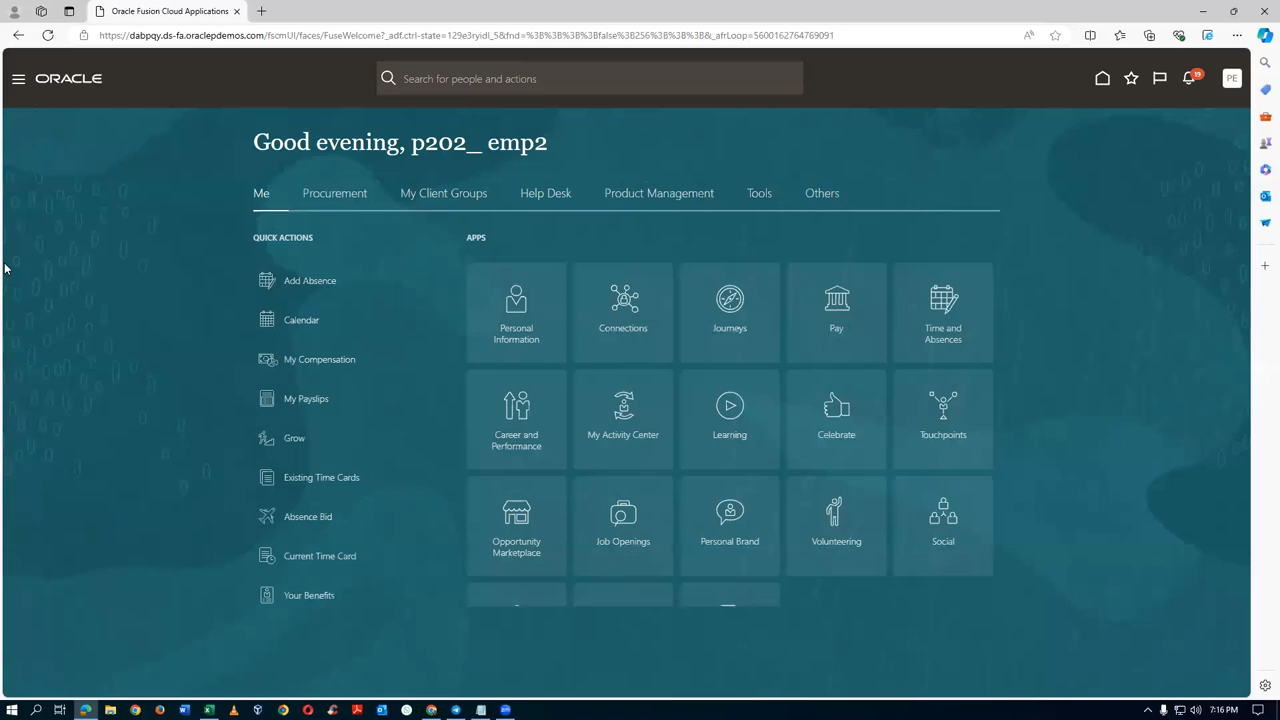 Oracle Fusion Cloud Applications
https://dabpqy.ds-fa.oraclepdemos.com/fscmUI/faces/FuseWelcome?_adf.ctrl-state=129e3ryidl_5&fnd=%3B%3B%3B%3Bfalse%3B256%3B%3B%3B&_afrLoop=5600162764769091
ORACLE
Search for people and actions
19
PE
Good evening, p202_ emp2
Me
Procurement
My Client Groups
Help Desk
Product Management
Tools
Others
QUICK ACTIONS
Add Absence
Calendar
My Compensation
My Payslips
Grow
Existing Time Cards
Absence Bid
Current Time Card
Your Benefits
APPS
Personal
Information
Connections
Journeys
Pay
Time and
Absences
Career and
Performance
My Activity Center
Learning
Celebrate
Touchpoints
Opportunity
Marketplace
Job Openings
Personal Brand
Volunteering
Social
7:16 PM